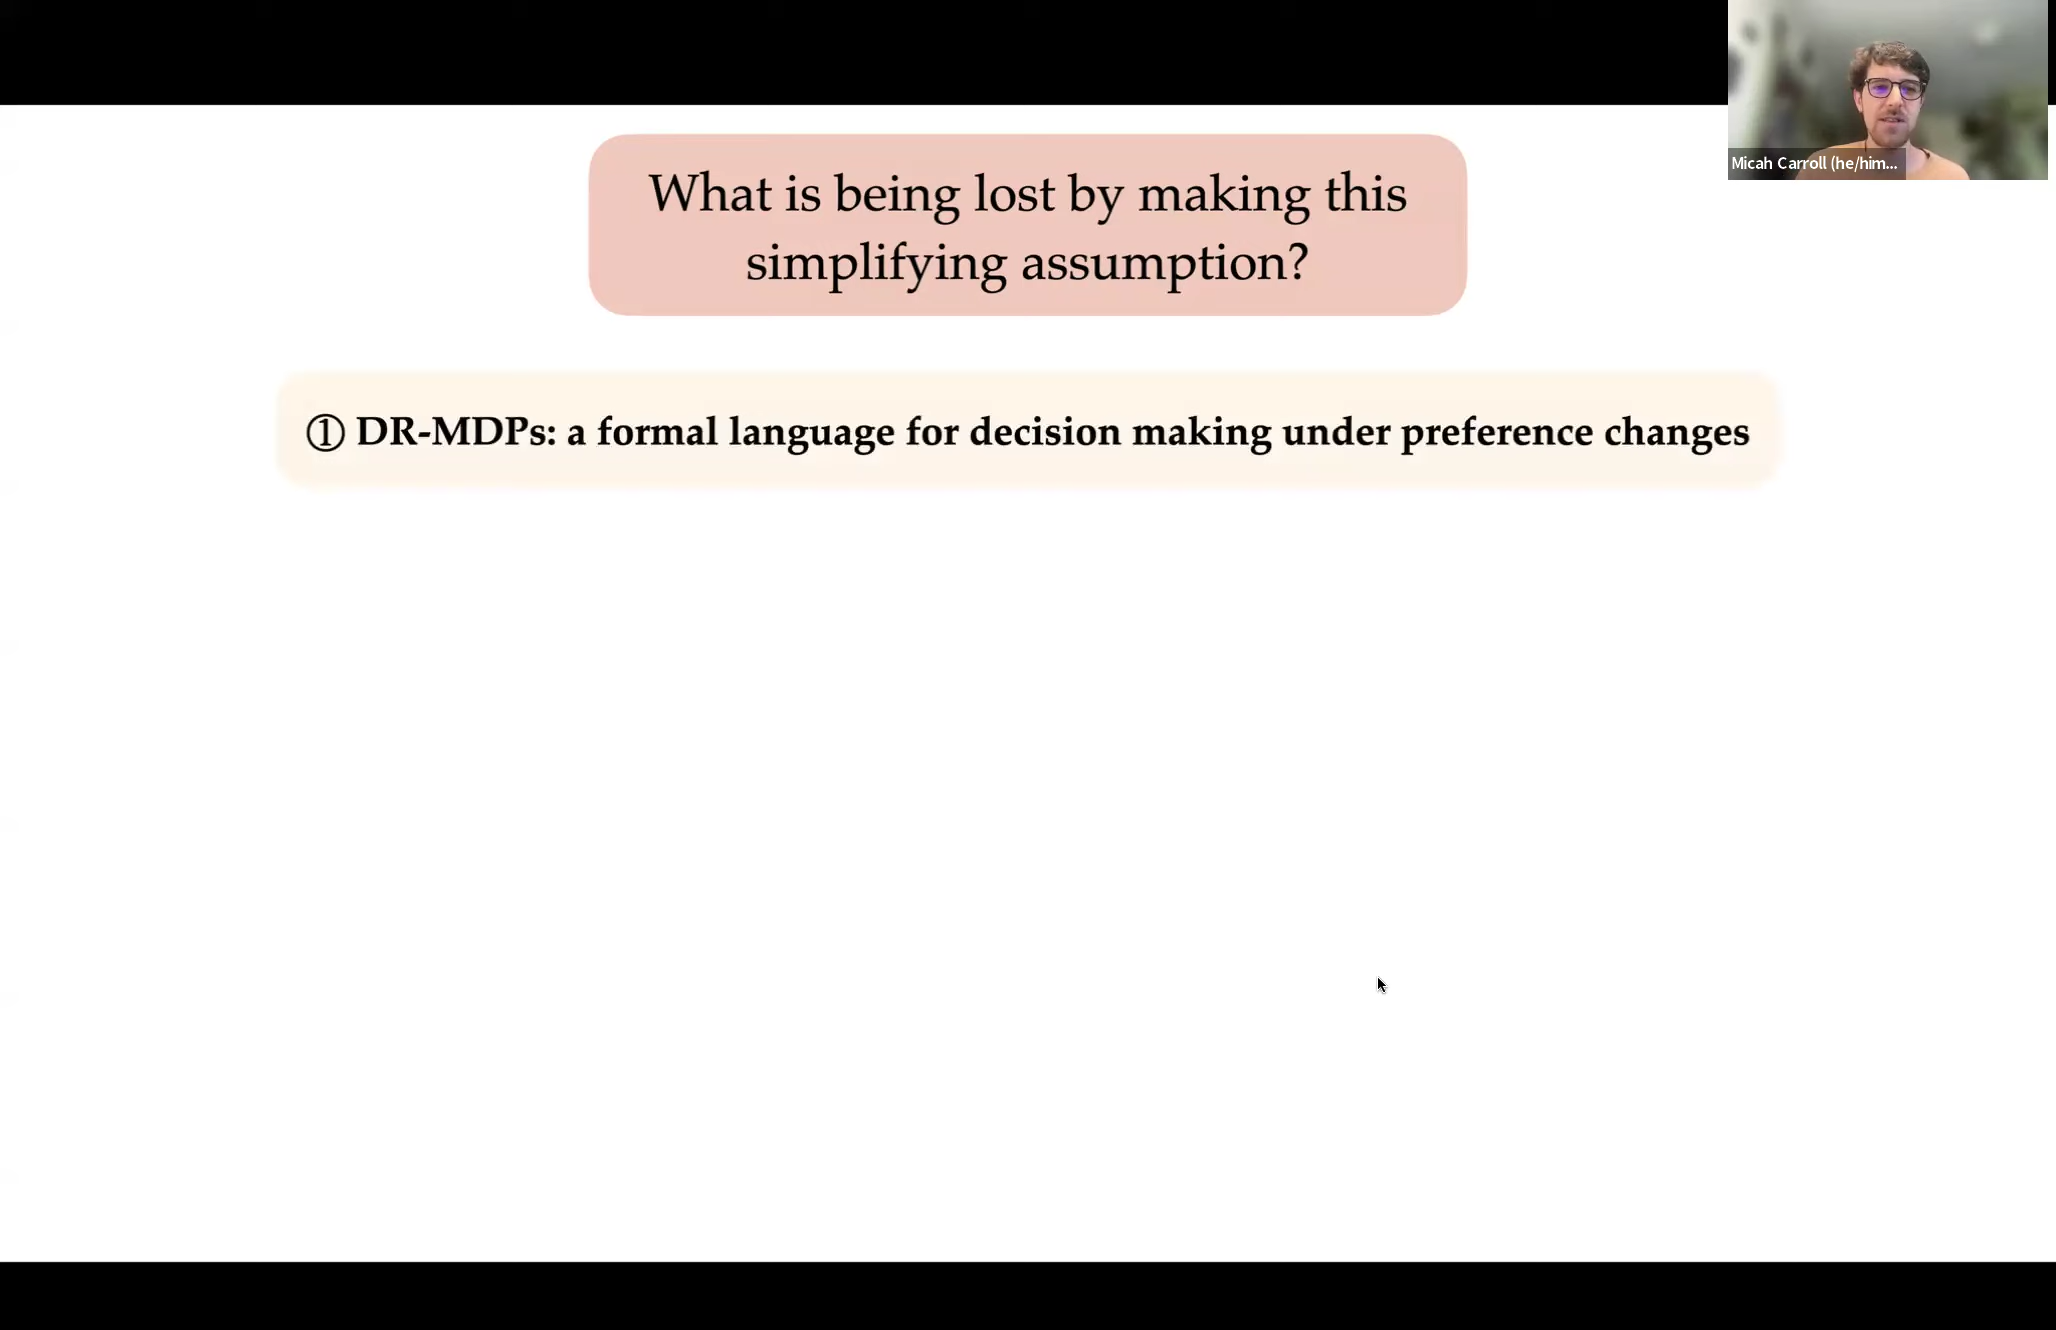 Micah Carroll (he/him...
What is being lost by making this
simplifying assumption?
① DR-MDPs: a formal language for decision making under preference changes